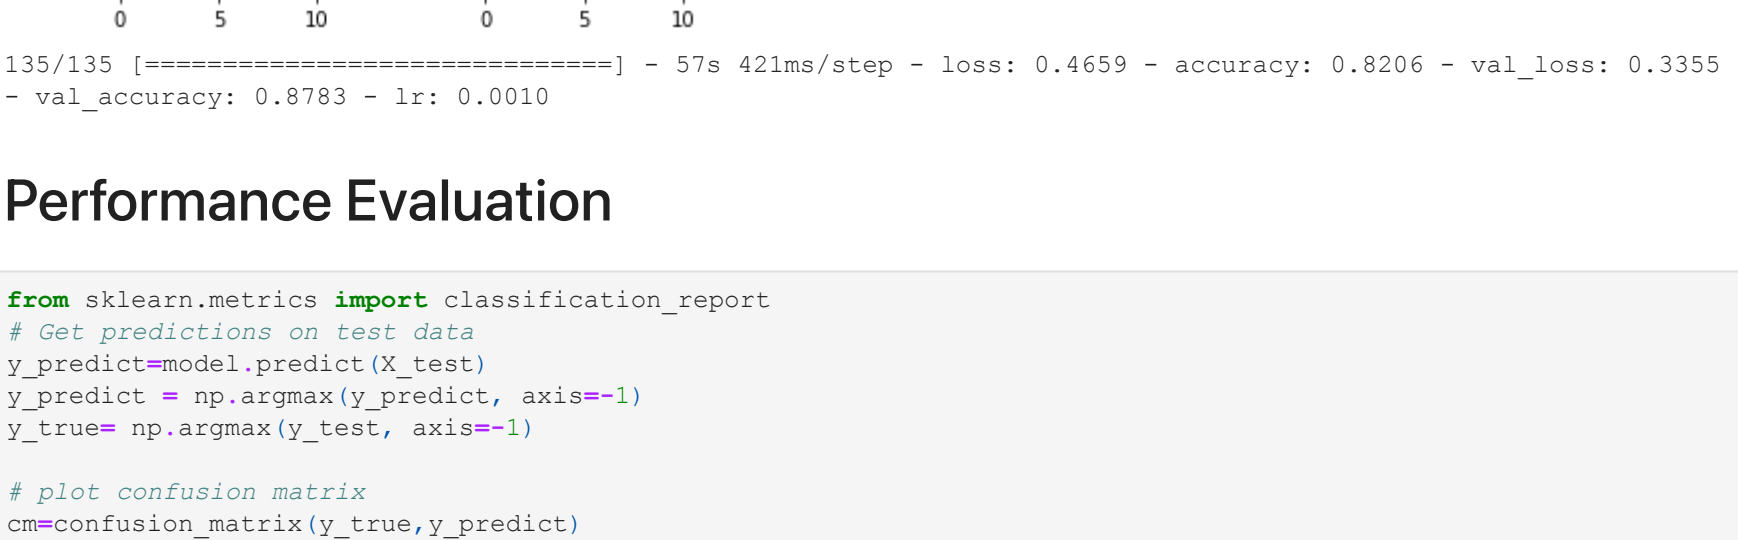 0 5 10 0 5 10
135/135 [==============================] - 57s 421ms/step - loss: 0.4659 - accuracy: 0.8206 - val_loss: 0.3355
- val_accuracy: 0.8783 - lr: 0.0010
Performance Evaluation
from sklearn.metrics import classification_report
# Get predictions on test data
y_predict=model.predict(X_test)
y_predict = np.argmax(y_predict, axis=-1)
y_true= np.argmax(y_test, axis=-1)
# plot confusion matrix
cm=confusion_matrix(y_true,y_predict)